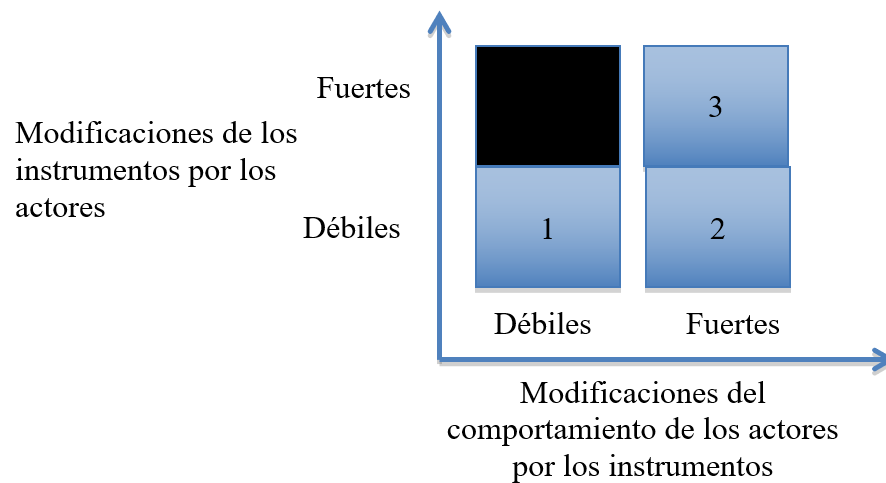 Fuertes
3
Modificaciones de los
instrumentos por los
actores
Débiles
1
2
Débiles
Fuertes
Modificaciones del
comportamiento de los actores
por los instrumentos